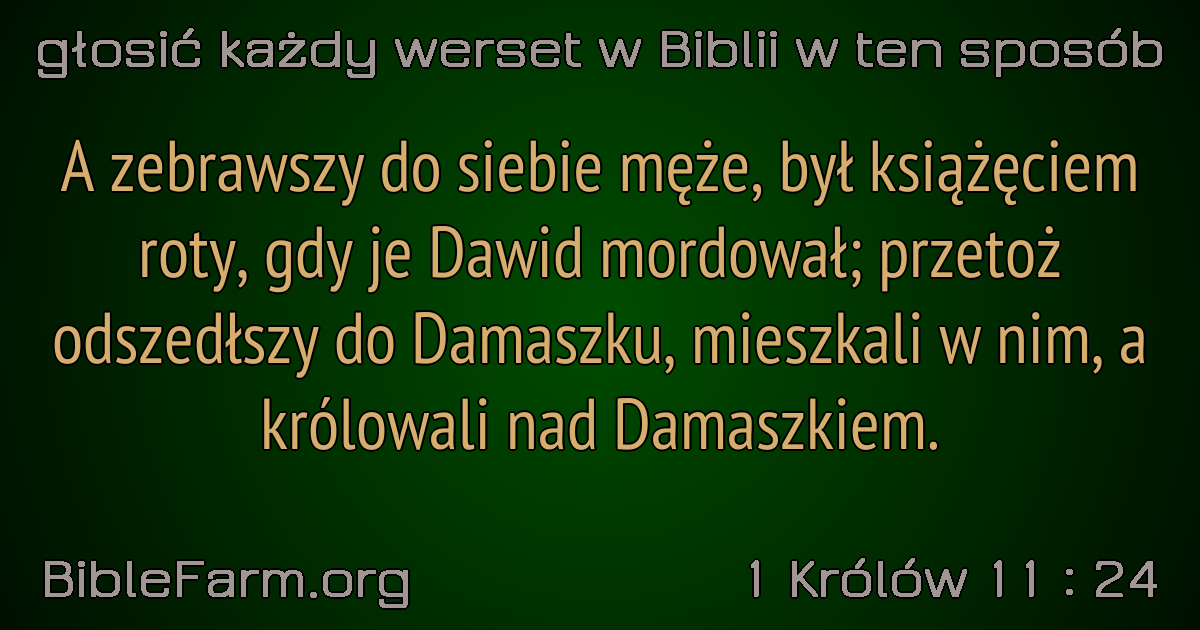 głosić każdy werset w Biblii w ten sposób
A zebrawszy do siebie męże, był książęciem
roty, gdy je Dawid mordował; przetoż
odszedłszy do Damaszku, mieszkali w nim, a
królowali nad Damaszkiem.
BibleFarm.org
1 Królów 11 : 24